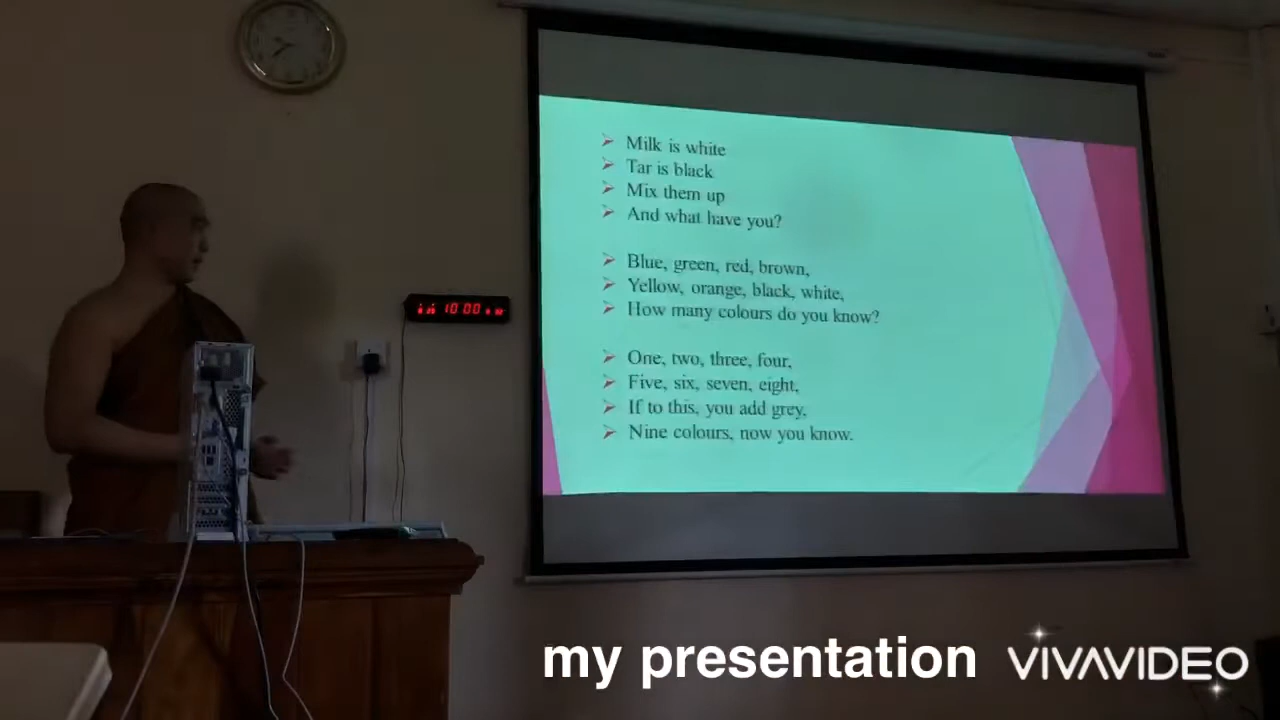 Milk is white
Tar is black
Mix them up
And what have you?
Blue, green, red, brown,
Yellow, orange, black, white,
How many colours do you know?
One, two, three, four,
Five, six, seven, eight,
If to this, you add grey,
Nine colours, now you know.
10:00
my presentation
VIVAVIDEO